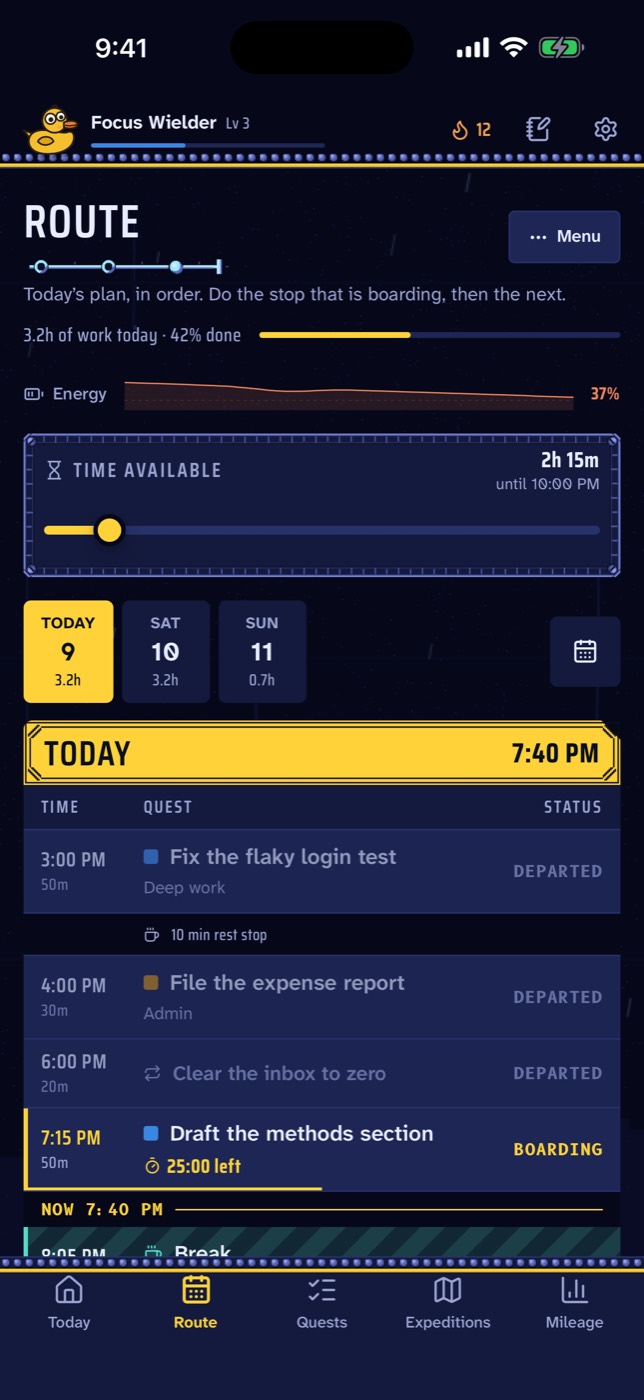 9:41
Focus Wielder Lv 3
12
ROUTE
Menu
Today's plan, in order. Do the stop that is boarding, then the next.
3.2h of work today · 42% done
Energy 37%
TIME AVAILABLE 2h 15m
until 10:00 PM
TODAY
9
3.2h
SAT
10
3.2h
SUN
11
0.7h
TODAY 7:40 PM
TIME QUEST STATUS
3:00 PM Fix the flaky login test DEPARTED
50m Deep work
10 min rest stop
4:00 PM File the expense report DEPARTED
30m Admin
6:00 PM Clear the inbox to zero DEPARTED
20m
7:15 PM Draft the methods section BOARDING
50m 25:00 left
NOW 7:40 PM
8:05 PM Break
Today Route Quests Expeditions Mileage